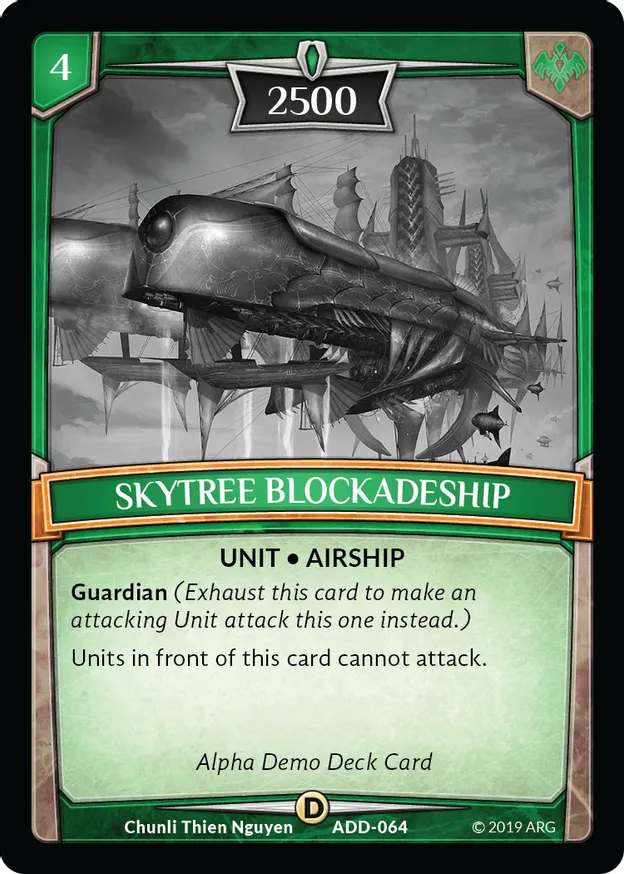 4
2500
SKYTREE BLOCKADESHIP
UNIT • AIRSHIP
Guardian (Exhaust this card to make an
attacking Unit attack this one instead.)
Units in front of this card cannot attack.
Alpha Demo Deck Card
D
Chunli Thien Nguyen ADD-064 © 2019 ARG